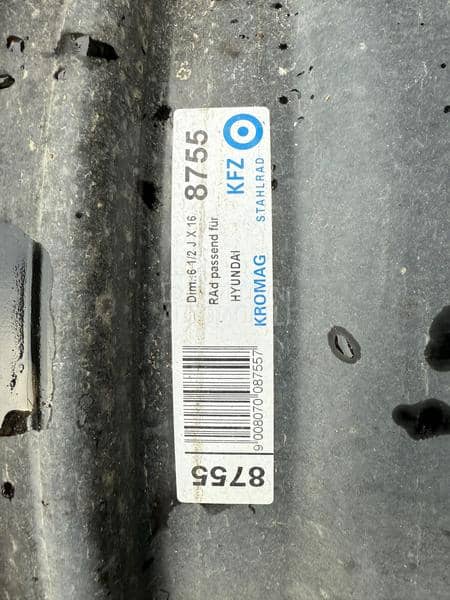 8755
Dim.:6 1/2 J X 16
RAd passend für
HYUNDAI
KROMAG
KFZ
STAHLRAD
9 008070 087557
8755